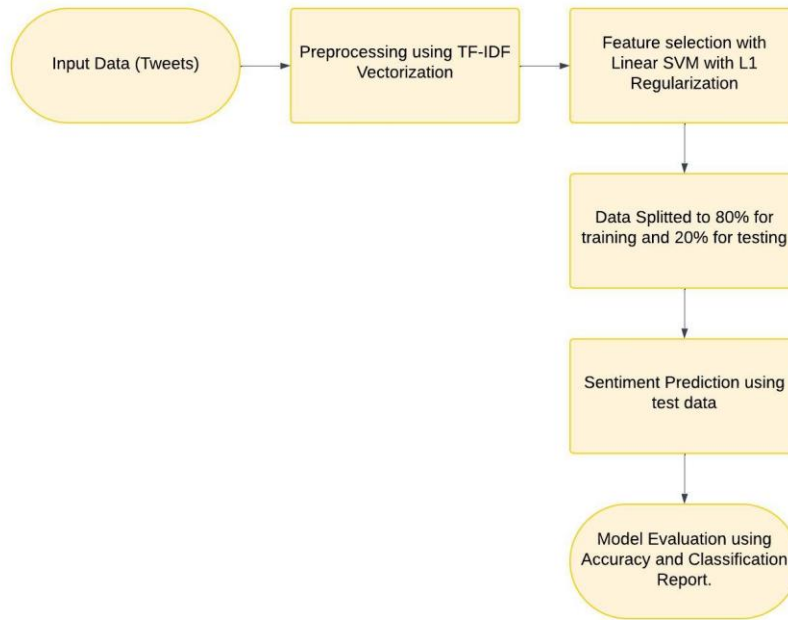 Input Data (Tweets)
Preprocessing using TF-IDF
Vectorization
Feature selection with
Linear SVM with L1
Regularization
Data Splitted to 80% for
training and 20% for testing
Sentiment Prediction using
test data
Model Evaluation using
Accuracy and Classification
Report.